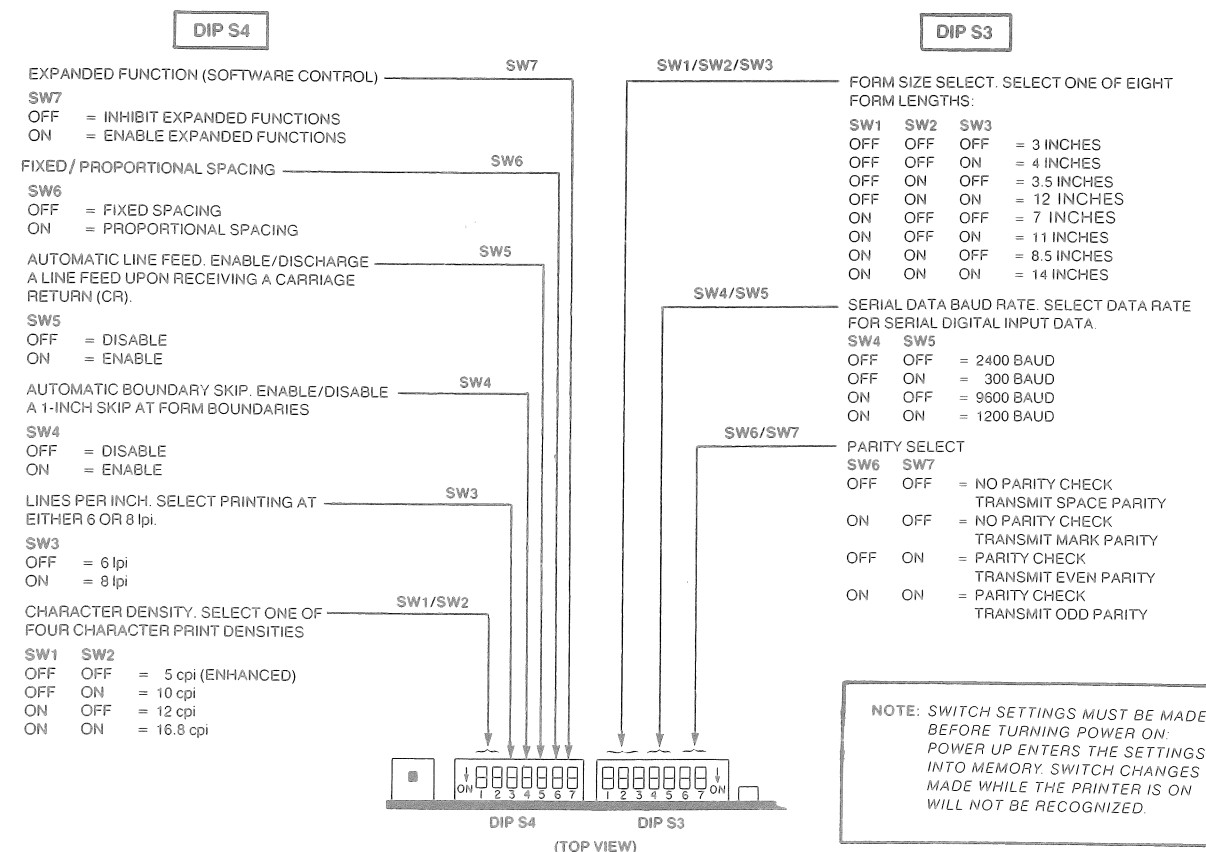 DIP S4
EXPANDED FUNCTION (SOFTWARE CONTROL)
SW7
SW7
OFF = INHIBIT EXPANDED FUNCTIONS
ON = ENABLE EXPANDED FUNCTIONS
FIXED / PROPORTIONAL SPACING
SW6
SW6
OFF = FIXED SPACING
ON = PROPORTIONAL SPACING
AUTOMATIC LINE FEED. ENABLE/DISCHARGE
A LINE FEED UPON RECEIVING A CARRIAGE
RETURN (CR).
SW5
SW5
OFF = DISABLE
ON = ENABLE
AUTOMATIC BOUNDARY SKIP. ENABLE/DISABLE
A 1-INCH SKIP AT FORM BOUNDARIES
SW4
SW4
OFF = DISABLE
ON = ENABLE
LINES PER INCH. SELECT PRINTING AT
EITHER 6 OR 8 lpi.
SW3
SW3
OFF = 6 lpi
ON = 8 lpi
CHARACTER DENSITY. SELECT ONE OF
FOUR CHARACTER PRINT DENSITIES
SW1/SW2
SW1 SW2
OFF OFF = 5 cpi (ENHANCED)
OFF ON = 10 cpi
ON OFF = 12 cpi
ON ON = 16.8 cpi
DIP S3
SW1/SW2/SW3
FORM SIZE SELECT. SELECT ONE OF EIGHT
FORM LENGTHS:
SW1 SW2 SW3
OFF OFF OFF = 3 INCHES
OFF OFF ON = 4 INCHES
OFF ON OFF = 3.5 INCHES
OFF ON ON = 12 INCHES
ON OFF OFF = 7 INCHES
ON OFF ON = 11 INCHES
ON ON OFF = 8.5 INCHES
ON ON ON = 14 INCHES
SW4/SW5
SERIAL DATA BAUD RATE. SELECT DATA RATE
FOR SERIAL DIGITAL INPUT DATA.
SW4 SW5
OFF OFF = 2400 BAUD
OFF ON = 300 BAUD
ON OFF = 9600 BAUD
ON ON = 1200 BAUD
SW6/SW7
PARITY SELECT
SW6 SW7
OFF OFF = NO PARITY CHECK
TRANSMIT SPACE PARITY
ON OFF = NO PARITY CHECK
TRANSMIT MARK PARITY
OFF ON = PARITY CHECK
TRANSMIT EVEN PARITY
ON ON = PARITY CHECK
TRANSMIT ODD PARITY
NOTE: SWITCH SETTINGS MUST BE MADE
BEFORE TURNING POWER ON:
POWER UP ENTERS THE SETTINGS
INTO MEMORY. SWITCH CHANGES
MADE WHILE THE PRINTER IS ON
WILL NOT BE RECOGNIZED.
ON 1 2 3 4 5 6 7
1 2 3 4 5 6 7 ON
DIP S4
DIP S3
(TOP VIEW)